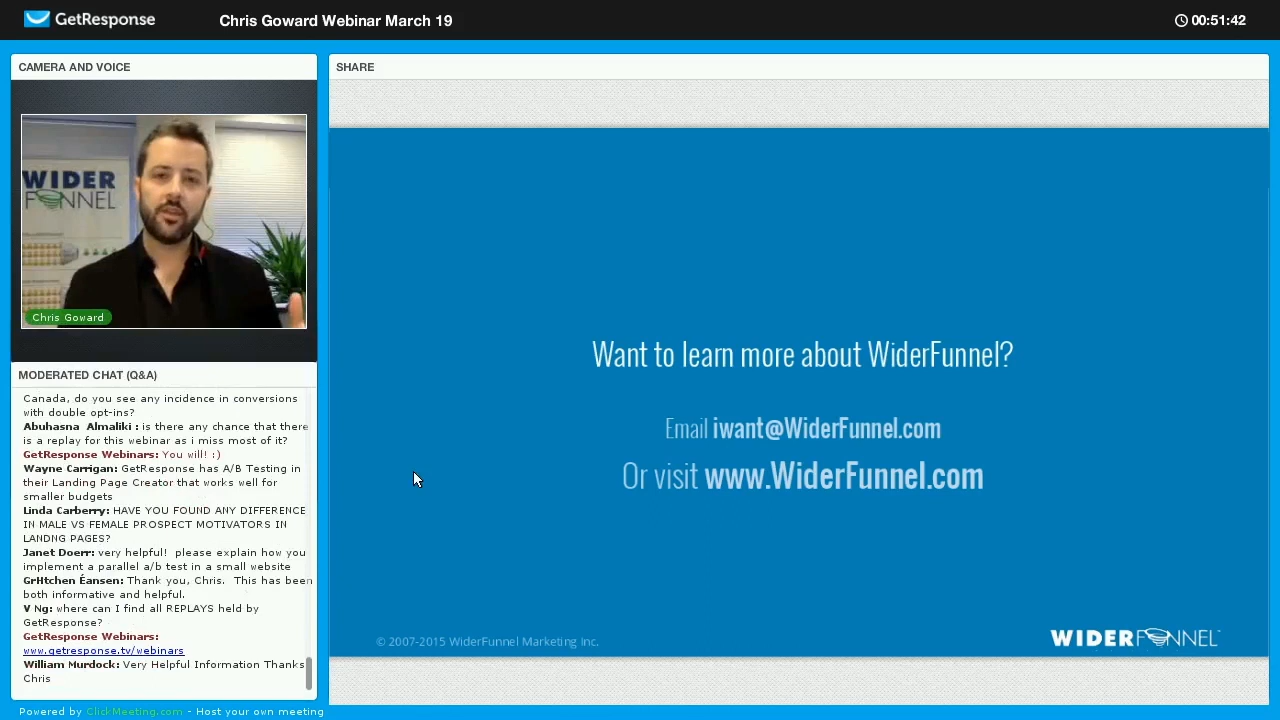 GetResponse
Chris Goward Webinar March 19
00:51:42
CAMERA AND VOICE
WIDER
FUNNEL
Chris Goward
MODERATED CHAT (Q&A)
Canada, do you see any incidence in conversions
with double opt-ins?
Abuhasna Almaliki : is there any chance that there
is a replay for this webinar as i miss most of it?
GetResponse Webinars: You will! :)
Wayne Carrigan: GetResponse has A/B Testing in
their Landing Page Creator that works well for
smaller budgets
Linda Carberry: HAVE YOU FOUND ANY DIFFERENCE
IN MALE VS FEMALE PROSPECT MOTIVATORS IN
LANDNG PAGES?
Janet Doerr: very helpful! please explain how you
implement a parallel a/b test in a small website
GrHtchen Éansen: Thank you, Chris. This has been
both informative and helpful.
V Ng: where can I find all REPLAYS held by
GetResponse?
GetResponse Webinars:
www.getresponse.tv/webinars
William Murdock: Very Helpful Information Thanks
Chris
Powered by ClickMeeting.com - Host your own meeting
SHARE
Want to learn more about WiderFunnel?
Email iwant@WiderFunnel.com
Or visit www.WiderFunnel.com
© 2007-2015 WiderFunnel Marketing Inc.
WIDERFUNNEL™